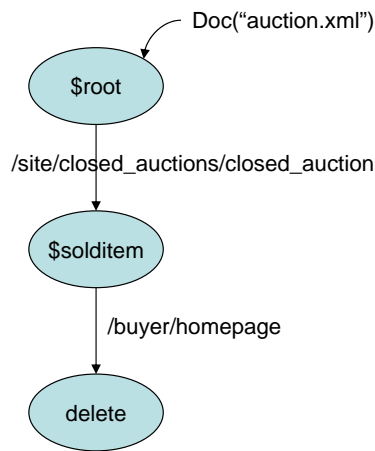 Doc(“auction.xml”)
$root
/site/closed_auctions/closed_auction
$solditem
/buyer/homepage
delete